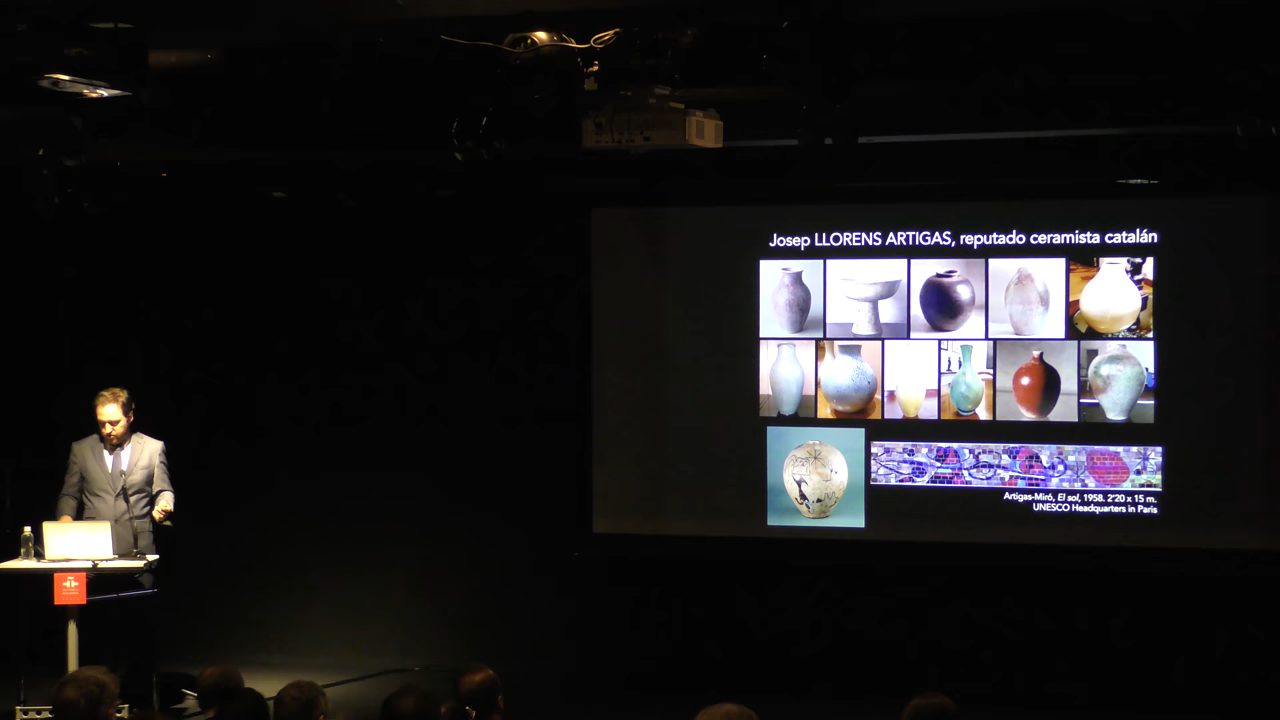 Josep LLORENS ARTIGAS, reputado ceramista catalán
Artigas-Miró, El sol, 1958. 2'20 x 15 m.
UNESCO Headquarters in Paris